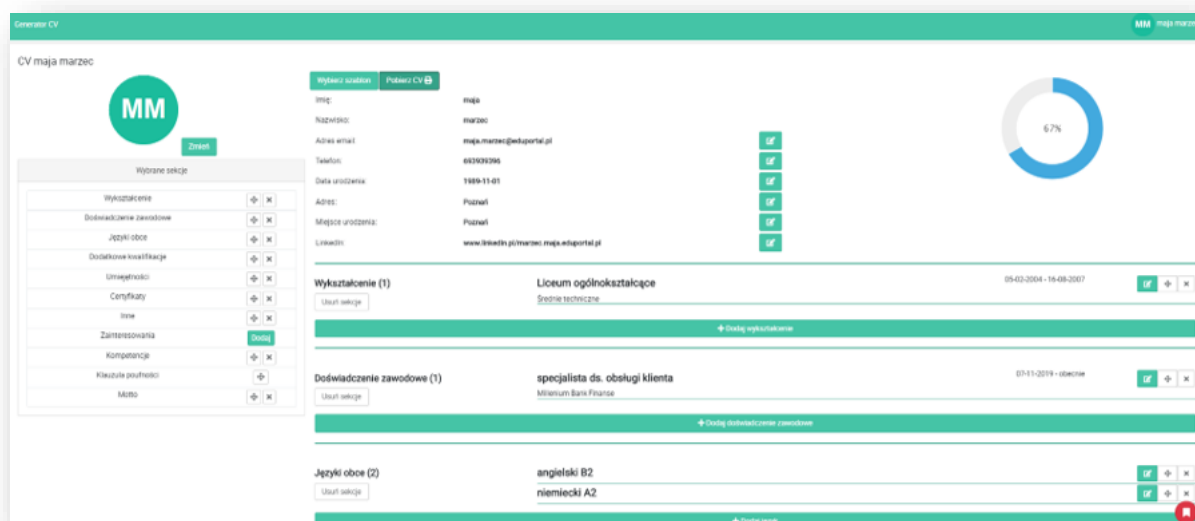 Generator CV
MM maja marzec
CV maja marzec
MM
Zmień
Wybrane sekcje
Wykształcenie
Doświadczenie zawodowe
Języki obce
Dodatkowe kwalifikacje
Umiejętności
Certyfikaty
Inne
Zainteresowania Dodaj
Kompetencje
Klauzula poufności
Motto
Wybierz szablon Pobierz CV
Imię: maja
Nazwisko: marzec
Adres email: maja.marzec@eduportal.pl
Telefon: 693939396
Data urodzenia: 1989-11-01
Adres: Poznań
Miejsce urodzenia: Poznań
Linkedin: www.linkedin.pl/marzec.maja.eduportal.pl
67%
Wykształcenie (1) Liceum ogólnokształcące 05-02-2004 - 16-08-2007
Usuń sekcje Średnie techniczne
Dodaj wykształcenie
Doświadczenie zawodowe (1) specjalista ds. obsługi klienta 07-11-2019 - obecnie
Usuń sekcje Millenium Bank Finanse
Dodaj doświadczenie zawodowe
Języki obce (2) angielski B2
Usuń sekcje niemiecki A2
Dodaj język